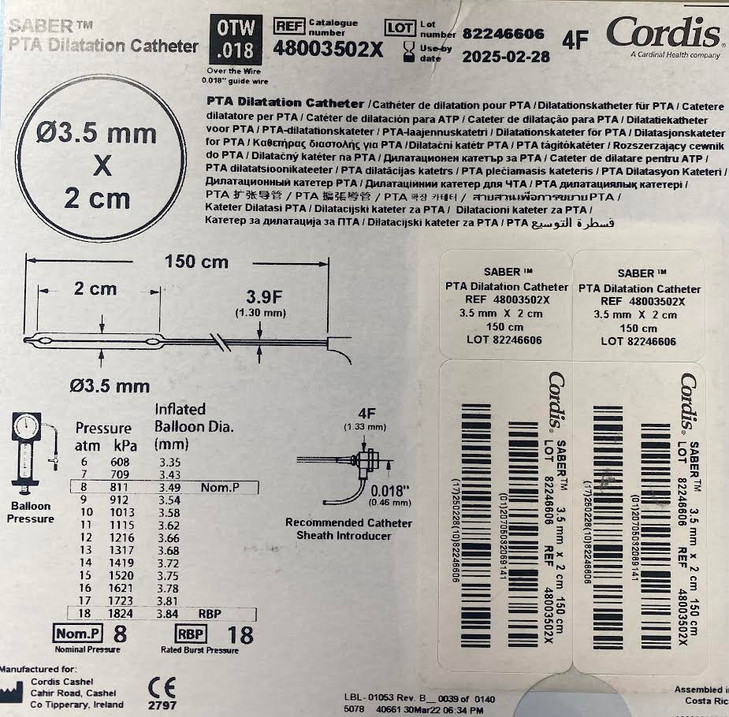 SABER™
PTA Dilatation Catheter
OTW
.018
Over the Wire
0.018" guide wire
REF Catalogue number
48003502X
LOT Lot number 82246606
Use-by date 2025-02-28
4F
Cordis®
A Cardinal Health company
Ø3.5 mm
X
2 cm
PTA Dilatation Catheter / Cathéter de dilatation pour PTA / Dilatationskatheter für PTA / Catetere
dilatatore per PTA / Catéter de dilatación para ATP / Cateter de dilatação para PTA / Dilatatiekatheter
voor PTA / PTA-dilatationskateter / PTA-laajennuskatetri / Dilatationskateter för PTA / Dilatasjonskateter
for PTA / Καθετήρας διαστολής για PTA / Dilatační katétr PTA / PTA tágítókatéter / Rozszerzający cewnik
do PTA / Dilatačný katéter na PTA / Дилатационен катетър за PTA / Cateter de dilatare pentru ATP /
PTA dilatatsioonikateeter / PTA dilatācijas katetrs / PTA plečiamasis kateteris / PTA Dilatasyon Kateteri /
Дилатационный катетер PTA / Дилатаційний катетер для ЧТА / PTA дилатациялық катетері /
PTA 扩张导管 / PTA 擴張導管 / PTA 확장 카테터 / สายสวนเพื่อการขยาย PTA /
Kateter Dilatasi PTA / Dilatacijski kateter za PTA / Dilatacioni kateter za PTA /
Катетер за дилатација за ПТА / Dilatacijski kateter za PTA / PTA قسطرة التوسيع
150 cm
2 cm
3.9F
(1.30 mm)
Ø3.5 mm
Balloon
Pressure
Pressure
atm kPa
Inflated
Balloon Dia.
(mm)
6 608 3.35
7 709 3.43
8 811 3.49 Nom.P
9 912 3.54
10 1013 3.58
11 1115 3.62
12 1216 3.66
13 1317 3.68
14 1419 3.72
15 1520 3.75
16 1621 3.78
17 1723 3.81
18 1824 3.84 RBP
Nom.P 8
Nominal Pressure
RBP 18
Rated Burst Pressure
4F
(1.33 mm)
0.018"
(0.46 mm)
Recommended Catheter
Sheath Introducer
SABER™
PTA Dilatation Catheter
REF 48003502X
3.5 mm X 2 cm
150 cm
LOT 82246606
SABER™
PTA Dilatation Catheter
REF 48003502X
3.5 mm X 2 cm
150 cm
LOT 82246606
Cordis®
SABER™ 3.5 mm x 2 cm 150 cm
LOT 82246606 REF 48003502X
(01)20705032069141
(17)250228(10)82246606
Cordis®
SABER™ 3.5 mm x 2 cm 150 cm
LOT 82246606 REF 48003502X
(01)20705032069141
(17)250228(10)82246606
Manufactured for:
Cordis Cashel
Cahir Road, Cashel
Co Tipperary, Ireland
CE
2797
LBL- 01053 Rev. B__ 0039 of 0140
5078 40661 30Mar22 06:34 PM
Assembled i
Costa Ric